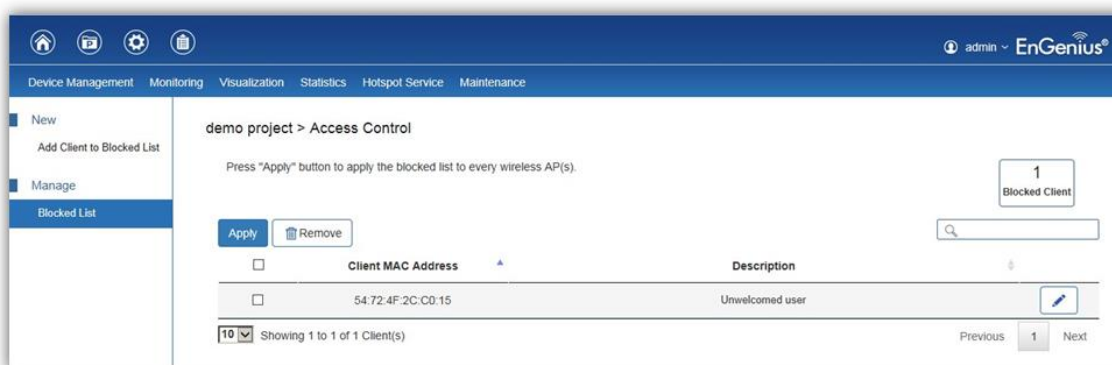 admin
EnGenius®
Device Management Monitoring Visualization Statistics Hotspot Service Maintenance
New
Add Client to Blocked List
Manage
Blocked List
demo project > Access Control
Press "Apply" button to apply the blocked list to every wireless AP(s).
1
Blocked Client
Apply Remove
Client MAC Address Description
54:72:4F:2C:C0:15 Unwelcomed user
10 Showing 1 to 1 of 1 Client(s)
Previous 1 Next